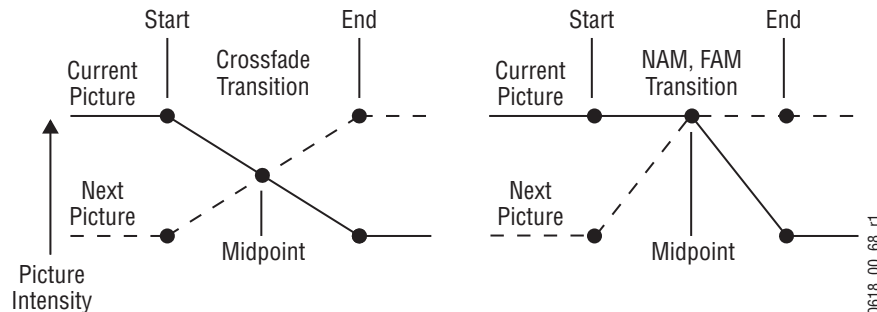 Start
End
Crossfade
Transition
Current
Picture
Next
Picture
Midpoint
Picture
Intensity
Start
End
NAM, FAM
Transition
Current
Picture
Next
Picture
Midpoint
0618_00_68_r1